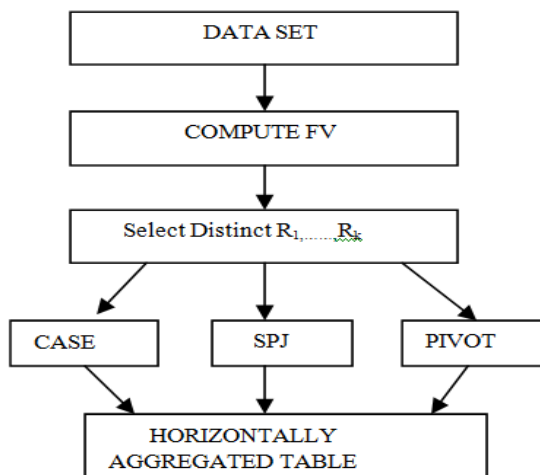 DATA SET
COMPUTE FV
Select Distinct R₁,......,Rₖ
CASE
SPJ
PIVOT
HORIZONTALLY
AGGREGATED TABLE